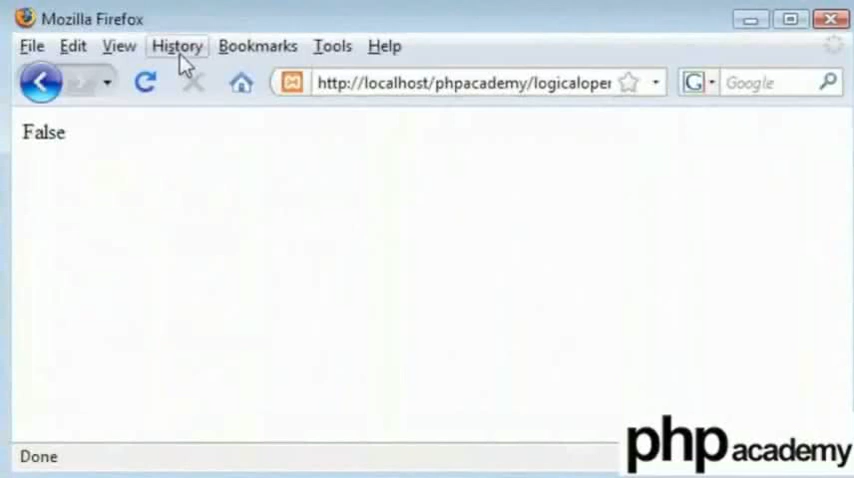 Mozilla Firefox
File Edit View History Bookmarks Tools Help
http://localhost/phpacademy/logicaloper G Google
False
Done
php academy